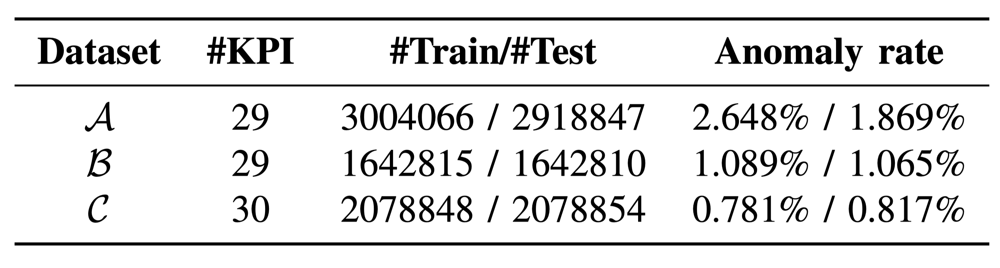 Dataset #KPI #Train/#Test Anomaly rate
𝒜 29 3004066 / 2918847 2.648% / 1.869%
ℬ 29 1642815 / 1642810 1.089% / 1.065%
𝒞 30 2078848 / 2078854 0.781% / 0.817%